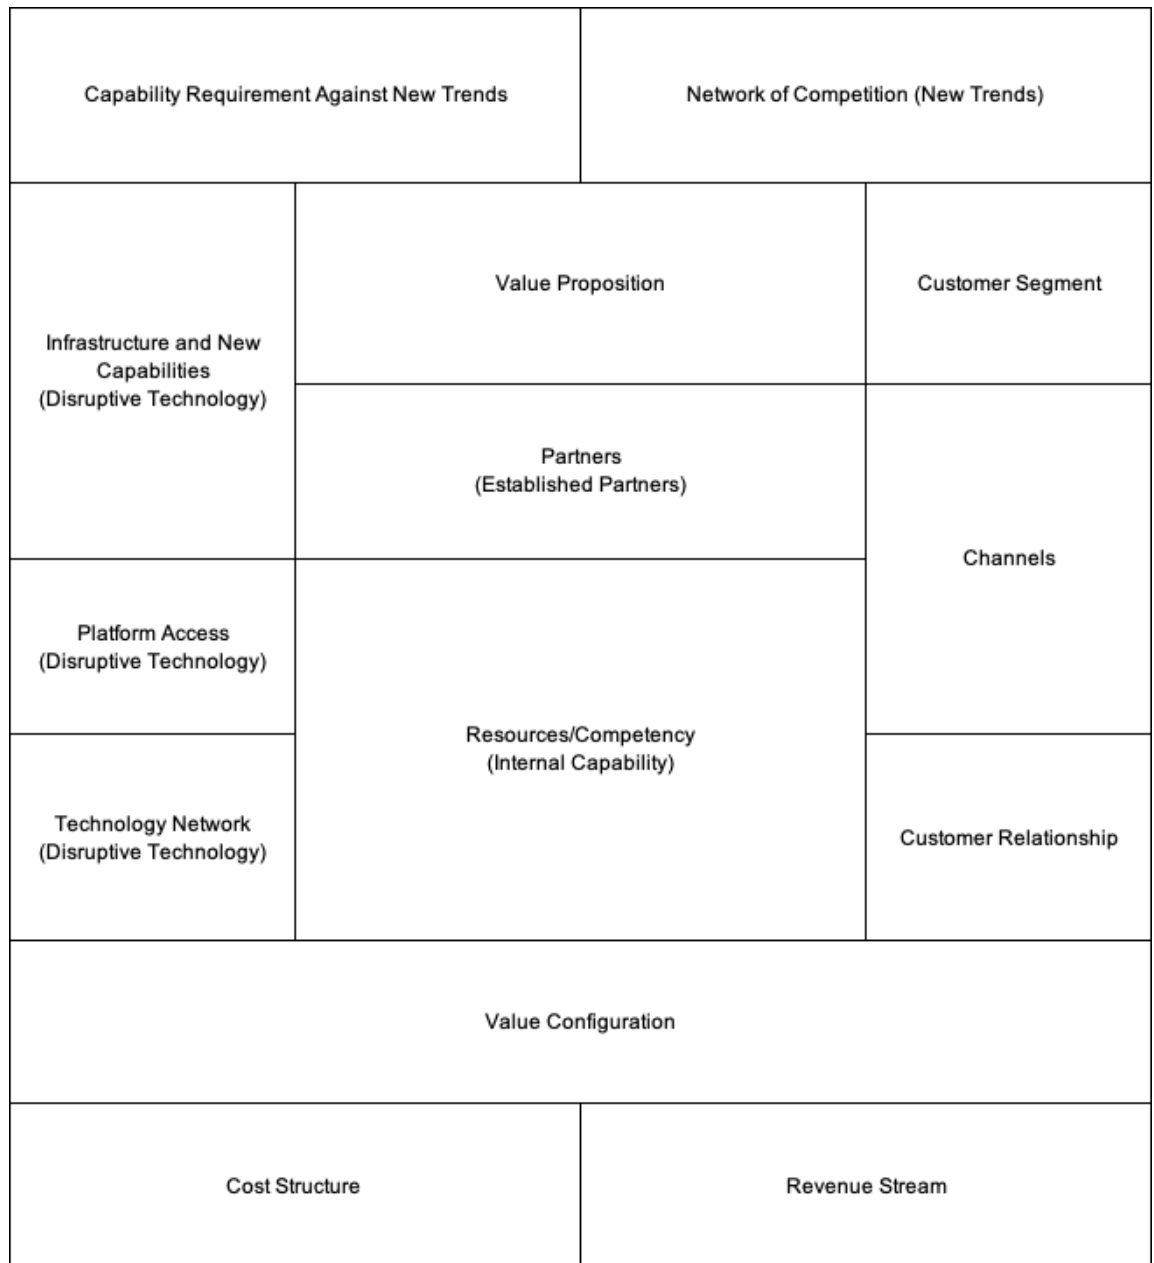 Capability Requirement Against New Trends
Network of Competition (New Trends)
Infrastructure and New
Capabilities
(Disruptive Technology)
Value Proposition
Customer Segment
Partners
(Established Partners)
Channels
Platform Access
(Disruptive Technology)
Resources/Competency
(Internal Capability)
Technology Network
(Disruptive Technology)
Customer Relationship
Value Configuration
Cost Structure
Revenue Stream